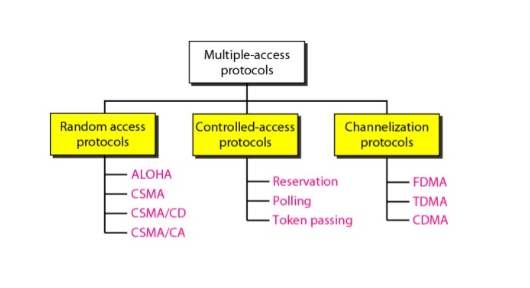 Multiple-access
protocols
Random access
protocols
Controlled-access
protocols
Channelization
protocols
ALOHA
CSMA
CSMA/CD
CSMA/CA
Reservation
Polling
Token passing
FDMA
TDMA
CDMA